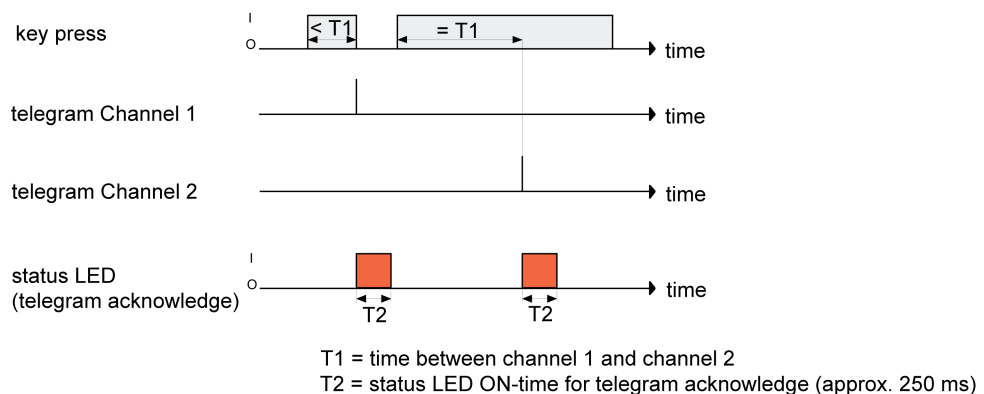 I
key press
< T1
= T1
O
time
telegram Channel 1
time
telegram Channel 2
time
I
status LED
O
time
(telegram acknowledge)
T2
T2
T1 = time between channel 1 and channel 2
T2 = status LED ON-time for telegram acknowledge (approx. 250 ms)